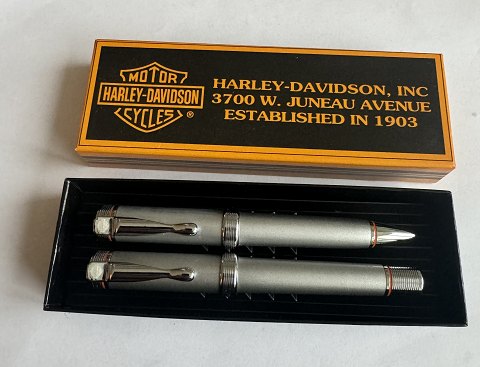 MOTOR
HARLEY-DAVIDSON
CYCLES®
HARLEY-DAVIDSON, INC
3700 W. JUNEAU AVENUE
ESTABLISHED IN 1903